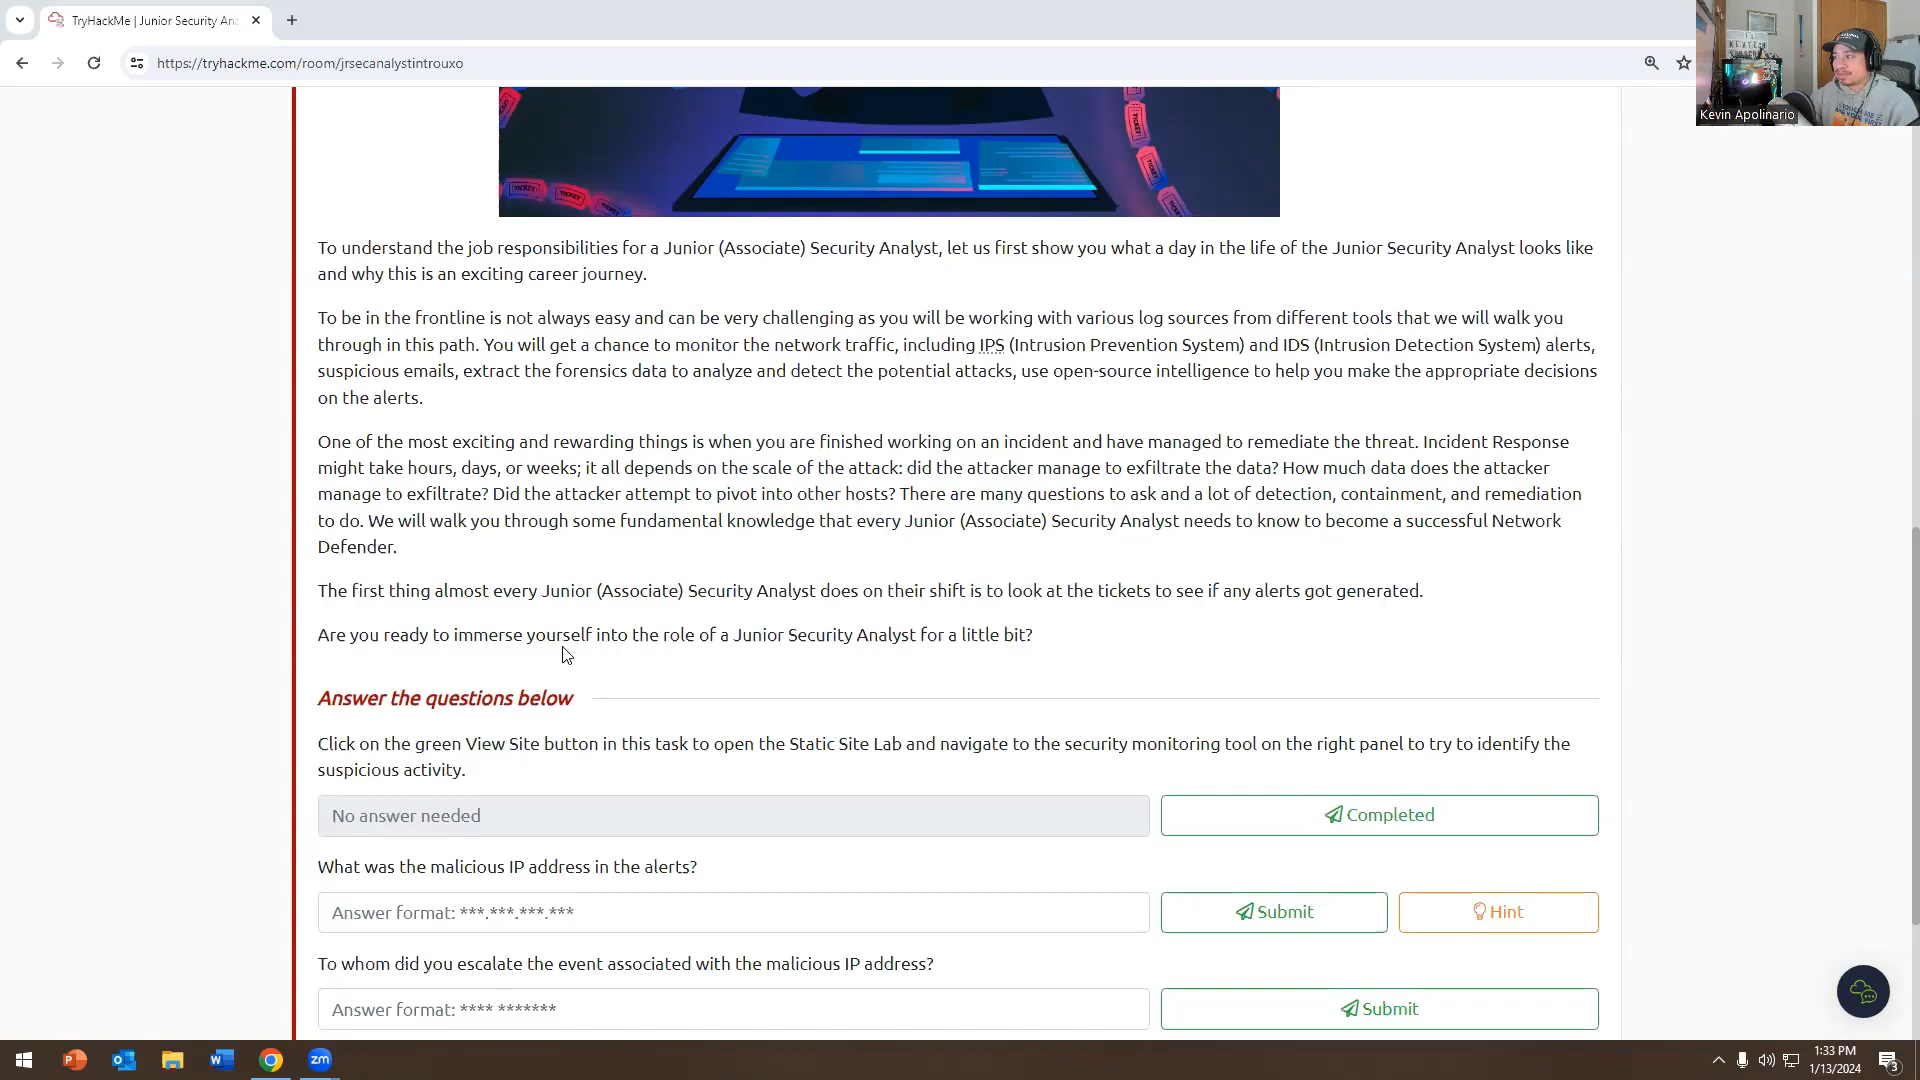 TryHackMe | Junior Security An
https://tryhackme.com/room/jrsecanalystintrouxo
Kevin Apolinario
TICKET
TICKET
To understand the job responsibilities for a Junior (Associate) Security Analyst, let us first show you what a day in the life of the Junior Security Analyst looks like
and why this is an exciting career journey.
To be in the frontline is not always easy and can be very challenging as you will be working with various log sources from different tools that we will walk you
through in this path. You will get a chance to monitor the network traffic, including IPS (Intrusion Prevention System) and IDS (Intrusion Detection System) alerts,
suspicious emails, extract the forensics data to analyze and detect the potential attacks, use open-source intelligence to help you make the appropriate decisions
on the alerts.
One of the most exciting and rewarding things is when you are finished working on an incident and have managed to remediate the threat. Incident Response
might take hours, days, or weeks; it all depends on the scale of the attack: did the attacker manage to exfiltrate the data? How much data does the attacker
manage to exfiltrate? Did the attacker attempt to pivot into other hosts? There are many questions to ask and a lot of detection, containment, and remediation
to do. We will walk you through some fundamental knowledge that every Junior (Associate) Security Analyst needs to know to become a successful Network
Defender.
The first thing almost every Junior (Associate) Security Analyst does on their shift is to look at the tickets to see if any alerts got generated.
Are you ready to immerse yourself into the role of a Junior Security Analyst for a little bit?
Answer the questions below
Click on the green View Site button in this task to open the Static Site Lab and navigate to the security monitoring tool on the right panel to try to identify the
suspicious activity.
No answer needed
Completed
What was the malicious IP address in the alerts?
Answer format: ***.***.***.***
Submit
Hint
To whom did you escalate the event associated with the malicious IP address?
Answer format: **** *******
Submit
zm
1:33 PM
1/13/2024
3